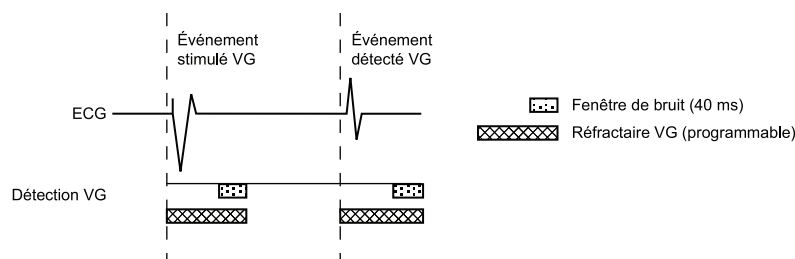 Événement
stimulé VG
Événement
détecté VG
ECG
Fenêtre de bruit (40 ms)
Réfractaire VG (programmable)
Détection VG